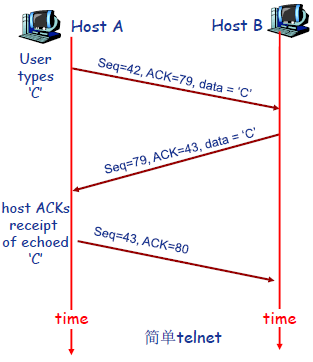 Host A
Host B
User
types
'C'
Seq=42, ACK=79, data = 'C'
Seq=79, ACK=43, data = 'C'
host ACKs
receipt
of echoed
'C'
Seq=43, ACK=80
time
time
简单telnet